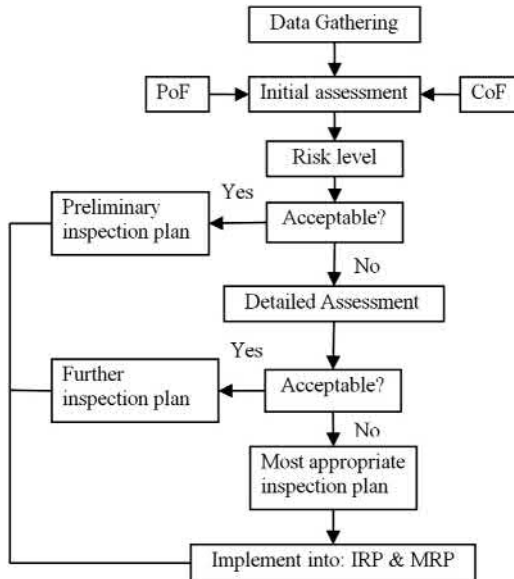 Data Gathering
PoF
Initial assessment
CoF
Risk level
Yes
Preliminary
inspection plan
Acceptable?
No
Detailed Assessment
Yes
Further
inspection plan
Acceptable?
No
Most appropriate
inspection plan
Implement into: IRP & MRP